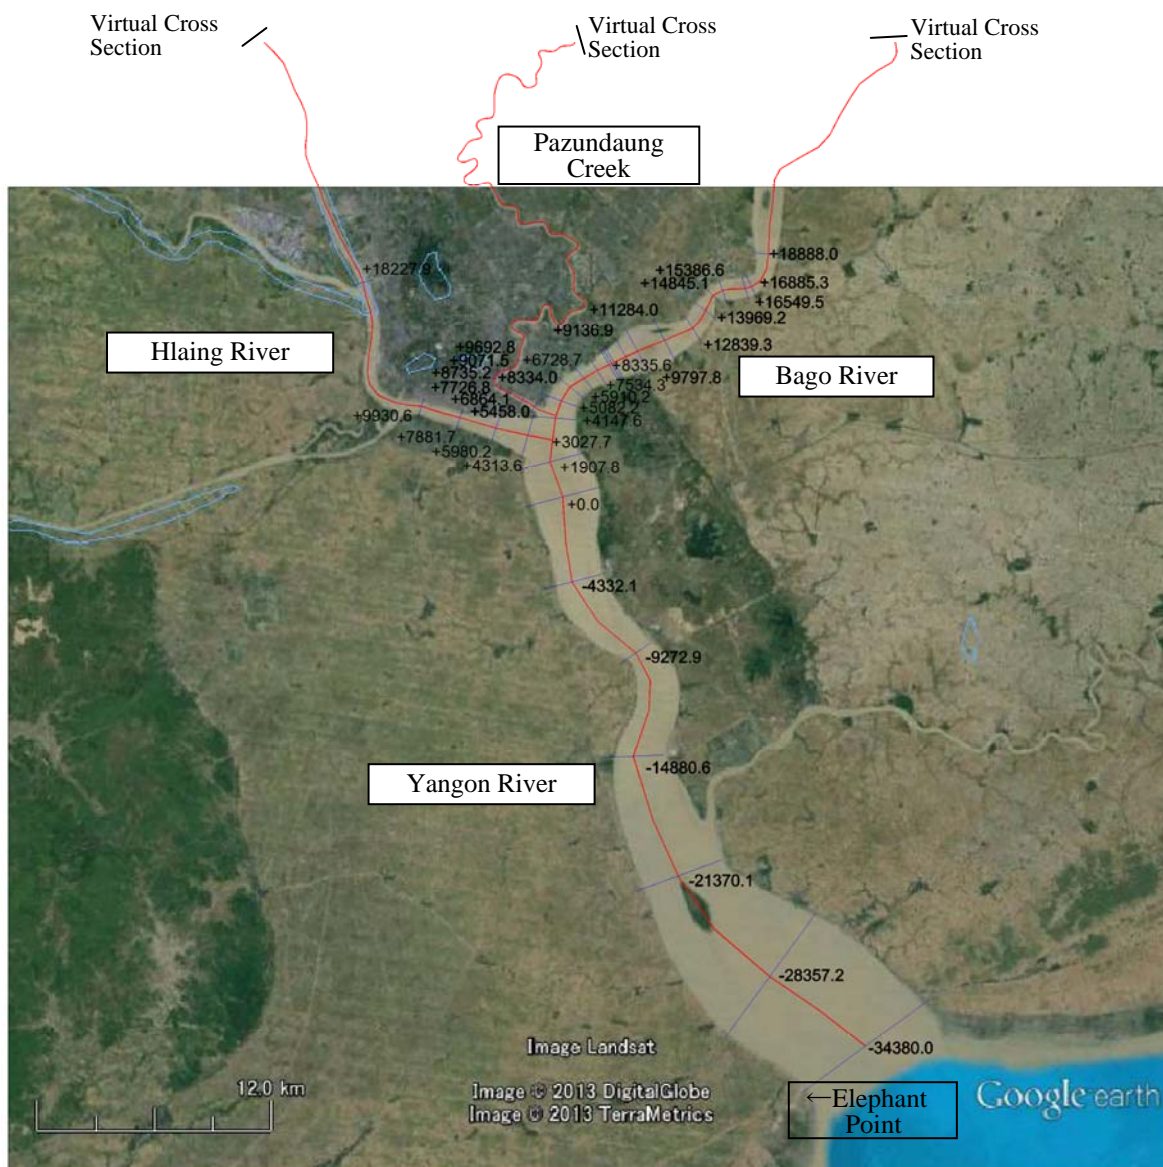 Virtual Cross
Section
Virtual Cross
Section
Virtual Cross
Section
Pazundaung
Creek
+18888.0
+18227.9
+15386.6
+14845.1
+16885.3
+16549.5
+11284.0
+13969.2
+9136.9
+12839.3
Hlaing River
+9692.8
+9071.5
+8735.2
+7726.8
+6864.1
+5458.0
+6728.7
+8334.0
+8335.6
+7534.3
+9797.8
+5910.2
+5082.2
+4147.6
Bago River
+9930.6
+7881.7
+5980.2
+4313.6
+3027.7
+1907.8
+0.0
-4332.1
-9272.9
-14880.6
Yangon River
-21370.1
-28357.2
-34380.0
Image Landsat
12.0 km
Image © 2013 DigitalGlobe
Image © 2013 TerraMetrics
←Elephant
Point
Google earth